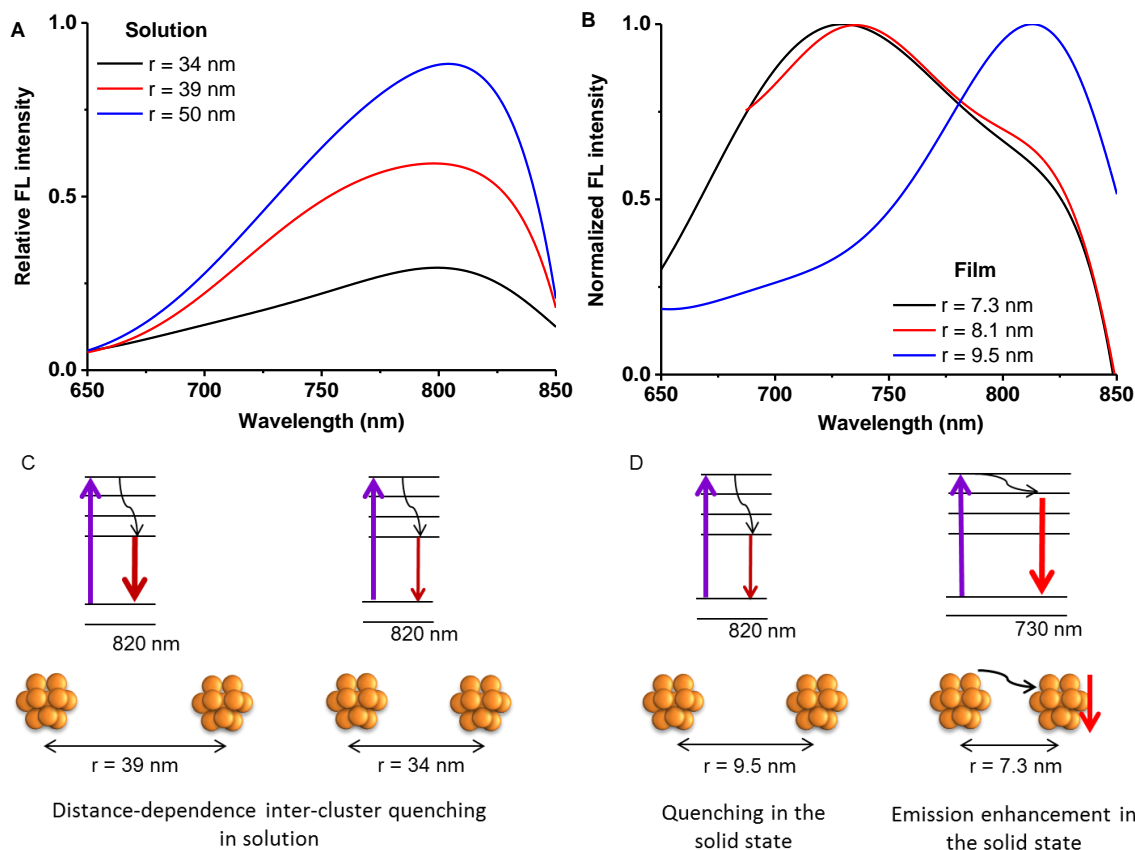 A
Solution
r = 34 nm
r = 39 nm
r = 50 nm
1.0
0.5
0.0
Relative FL intensity
650 700 750 800 850
Wavelength (nm)
B
1.0
0.5
0.0
Normalized FL intensity
Film
r = 7.3 nm
r = 8.1 nm
r = 9.5 nm
650 700 750 800 850
Wavelength (nm)
C
820 nm
820 nm
r = 39 nm
r = 34 nm
Distance-dependence inter-cluster quenching
in solution
D
820 nm
730 nm
r = 9.5 nm
r = 7.3 nm
Quenching in the
solid state
Emission enhancement in
the solid state